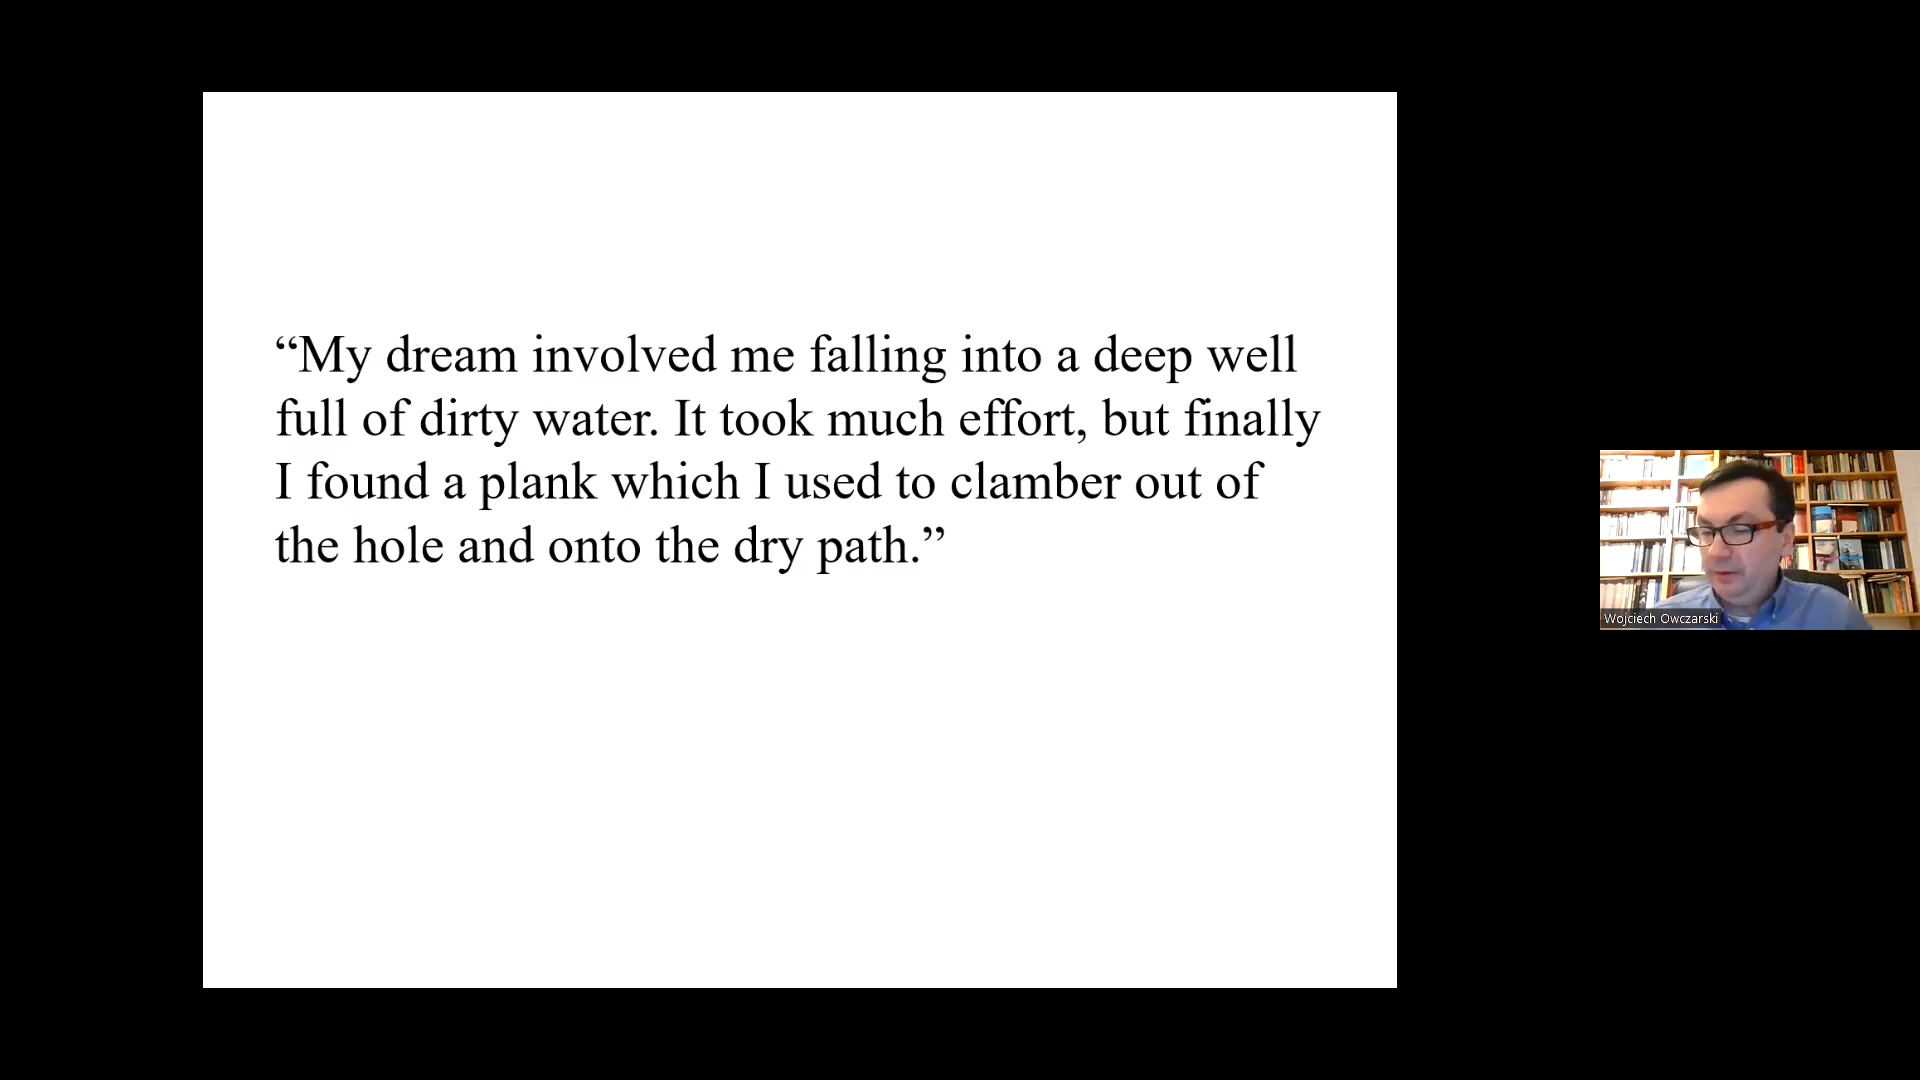 “My dream involved me falling into a deep well
full of dirty water. It took much effort, but finally
I found a plank which I used to clamber out of
the hole and onto the dry path.”
Wojciech Owczarski